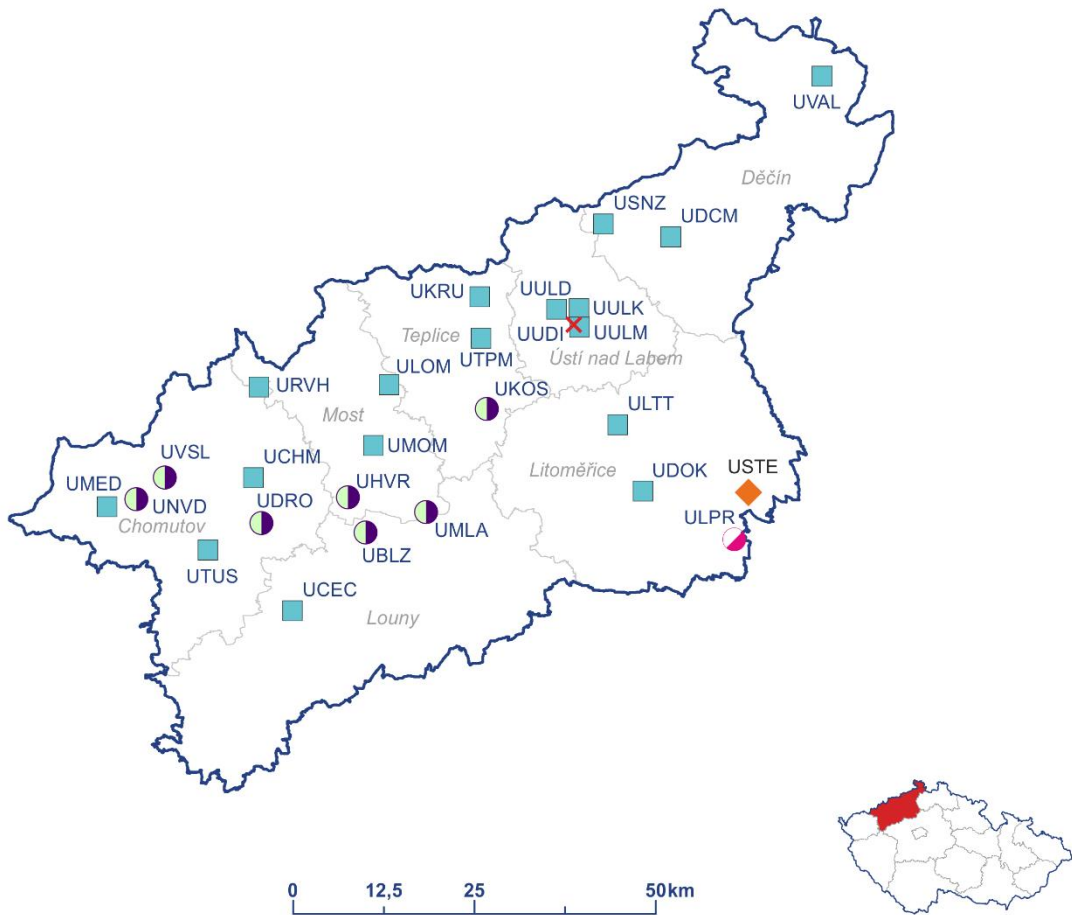 UVAL
Děčín
USNZ
UDCM
UKRU
UULD
UULK
Teplice
UUDI
UULM
UTPM
Ústí nad Labem
ULOM
URVH
UKOS
Most
ULTT
UMOM
UVSL
UCHM
Litoměřice
UDOK
USTE
UMED
UHVR
UNVD
UDRO
ULPR
Chomutov
UMLA
UBLZ
UTUS
UCEC
Louny
0
12,5
25
50km